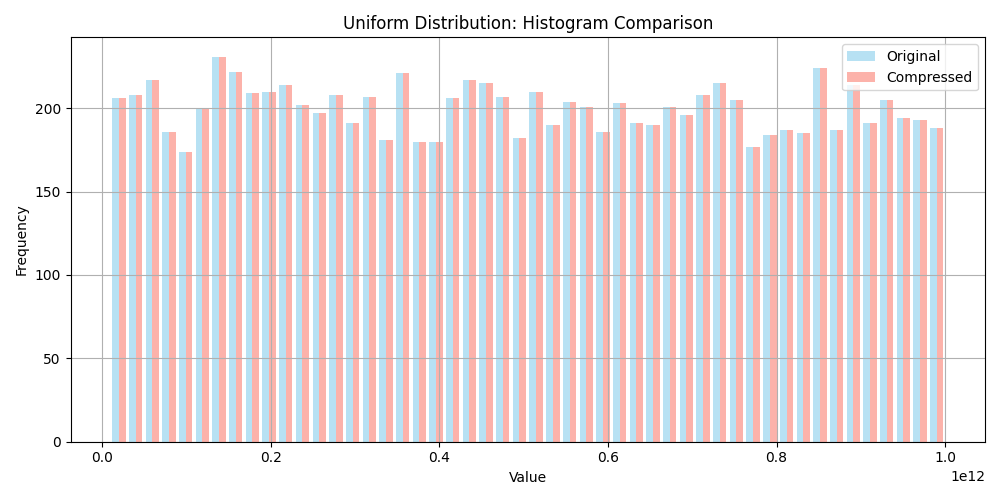 Uniform Distribution: Histogram Comparison
Original
Compressed
Frequency
200
150
100
50
0
0.0 0.2 0.4 0.6 0.8 1.0
1e12
Value